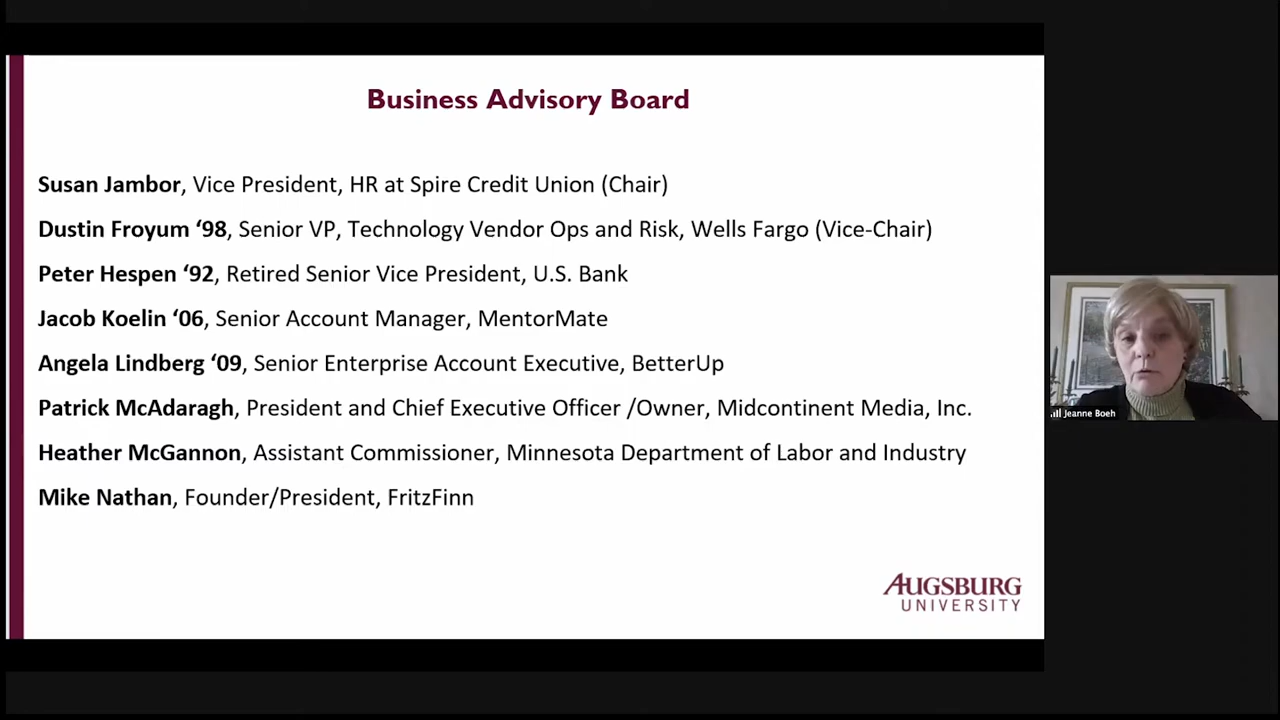 Business Advisory Board
Susan Jambor, Vice President, HR at Spire Credit Union (Chair)
Dustin Froyum ‘98, Senior VP, Technology Vendor Ops and Risk, Wells Fargo (Vice-Chair)
Peter Hespen ‘92, Retired Senior Vice President, U.S. Bank
Jacob Koelin ‘06, Senior Account Manager, MentorMate
Angela Lindberg ‘09, Senior Enterprise Account Executive, BetterUp
Patrick McAdaragh, President and Chief Executive Officer /Owner, Midcontinent Media, Inc.
Heather McGannon, Assistant Commissioner, Minnesota Department of Labor and Industry
Mike Nathan, Founder/President, FritzFinn
AUGSBURG
UNIVERSITY
Jeanne Boeh